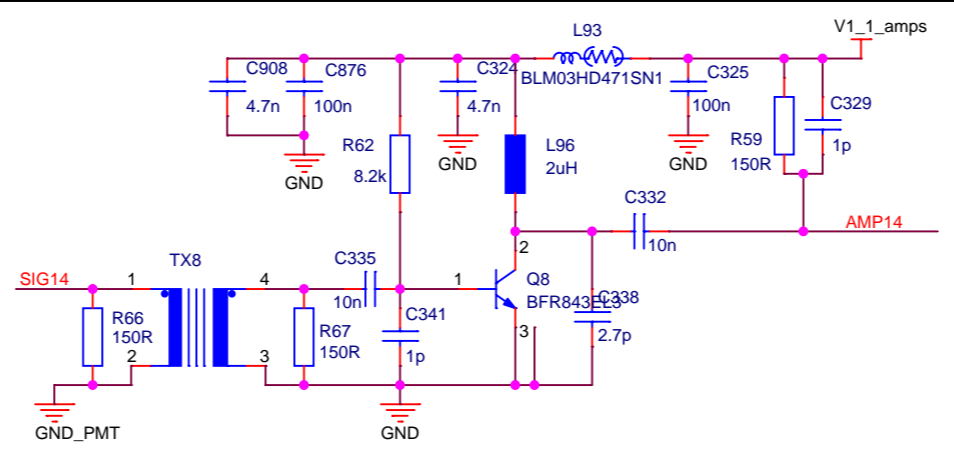 V1_1_amps
L93
BLM03HD471SN1
C908
4.7n
C876
100n
C324
4.7n
C325
100n
C329
1p
R59
150R
R62
8.2k
L96
2uH
GND
GND
GND
C332
10n
AMP14
2
SIG14
1
TX8
4
C335
10n
1
Q8
BFR843EL3
C338
2.7p
R66
150R
R67
150R
C341
1p
3
2
3
GND_PMT
GND